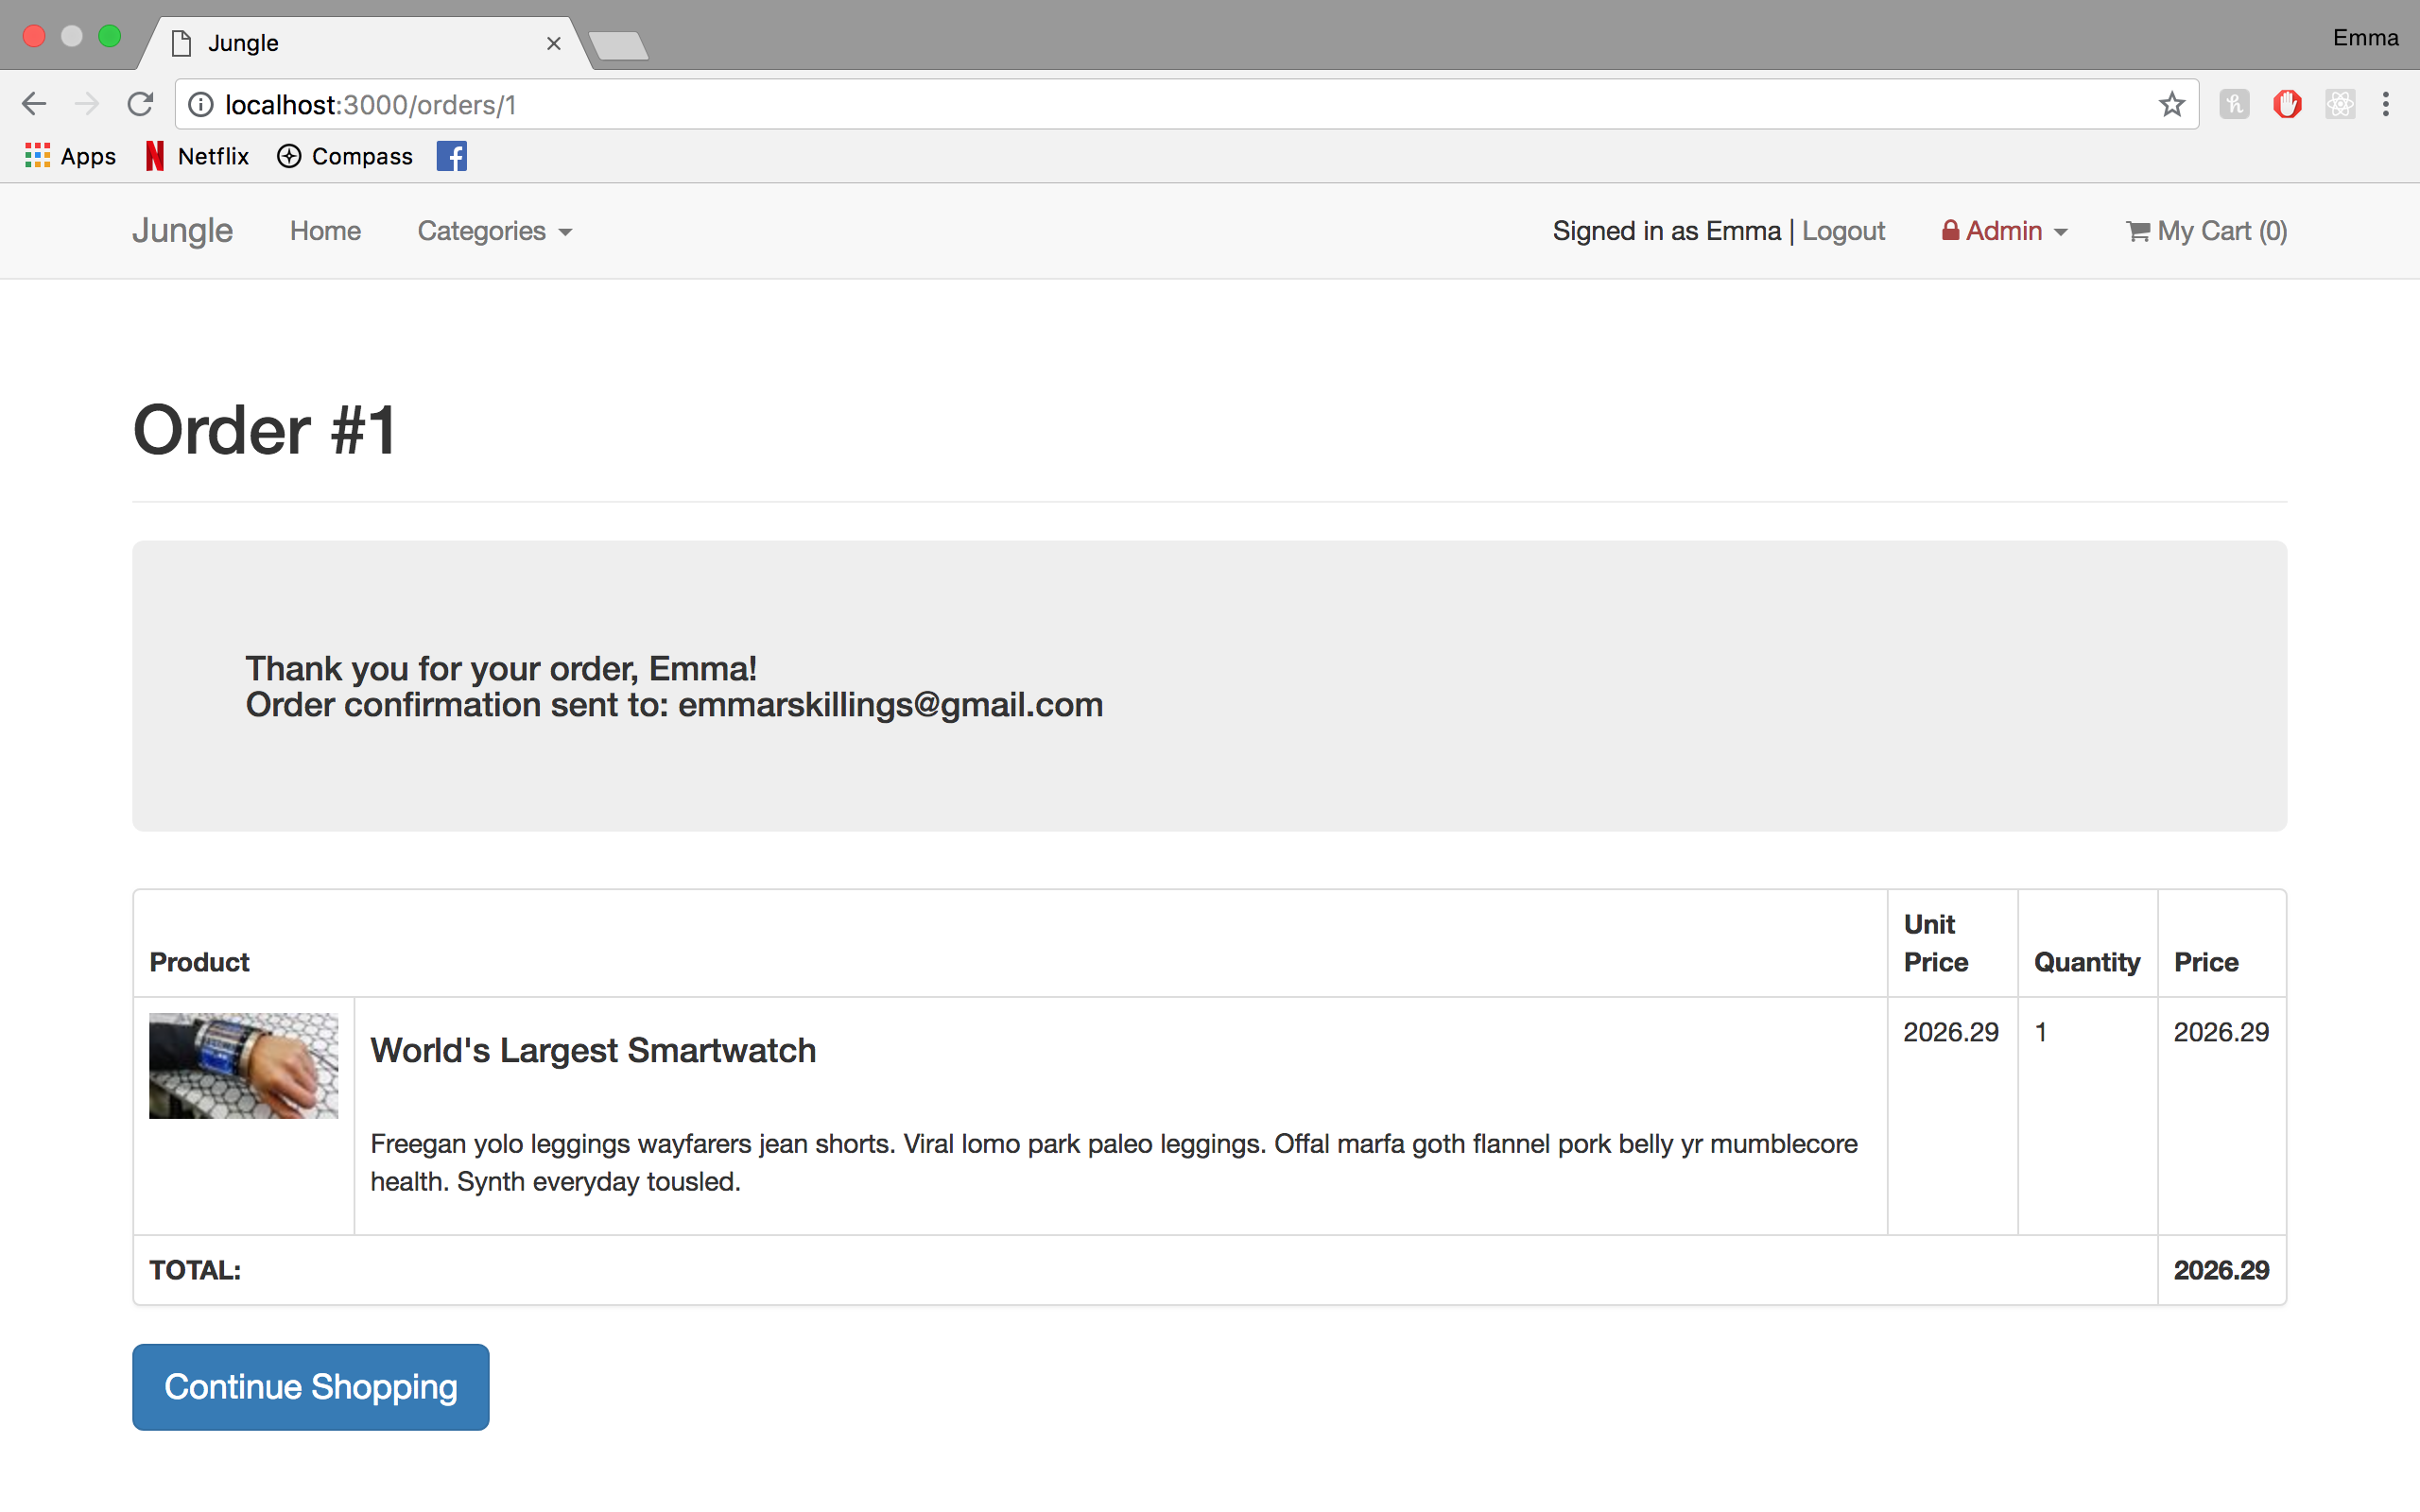 Jungle
Emma
localhost:3000/orders/1
Apps Netflix Compass
Jungle Home Categories Signed in as Emma | Logout Admin My Cart (0)
Order #1
Thank you for your order, Emma!
Order confirmation sent to: emmarskillings@gmail.com
Product Unit Price Quantity Price
World's Largest Smartwatch 2026.29 1 2026.29
Freegan yolo leggings wayfarers jean shorts. Viral lomo park paleo leggings. Offal marfa goth flannel pork belly yr mumblecore
health. Synth everyday tousled.
TOTAL: 2026.29
Continue Shopping